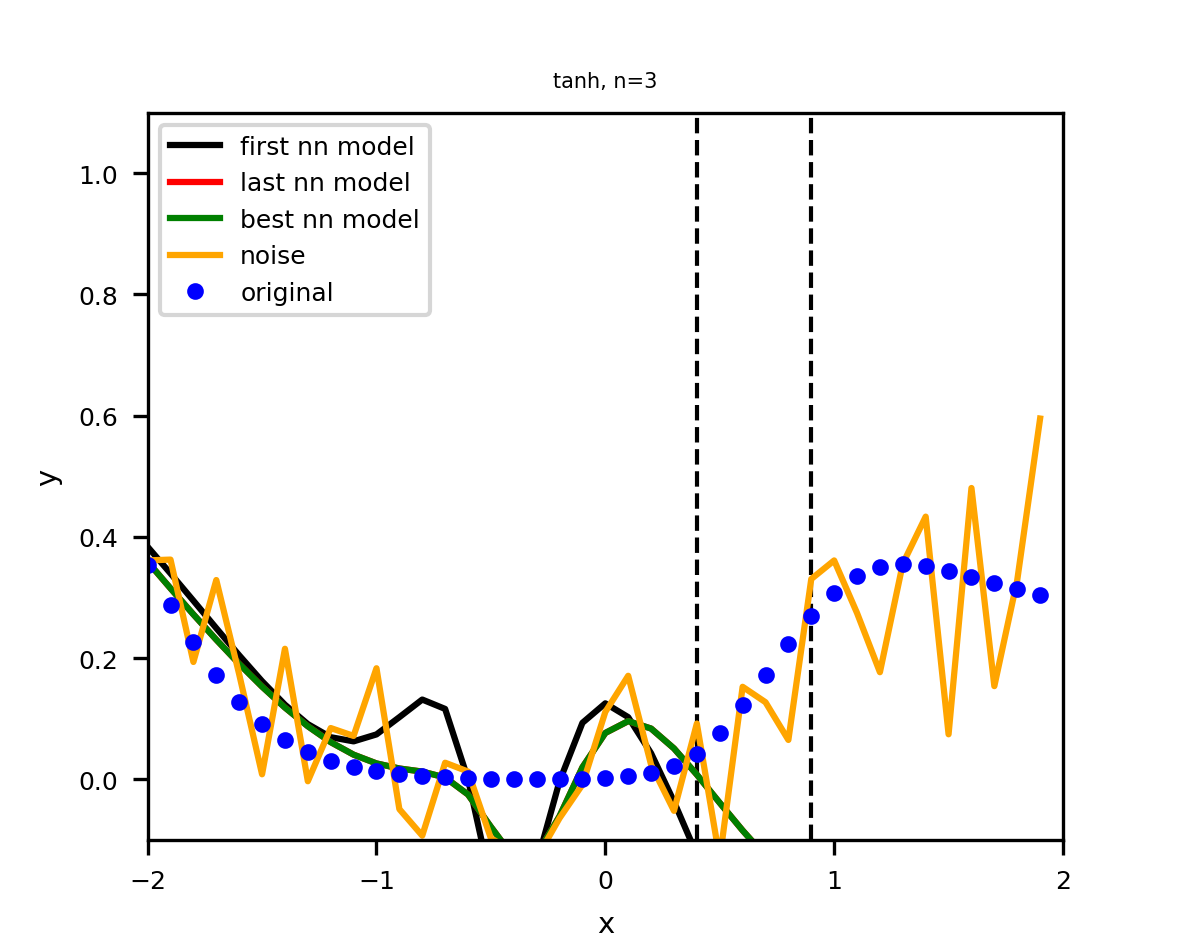 tanh, n=3
first nn model
last nn model
best nn model
noise
original
1.0
0.8
0.6
0.4
0.2
0.0
y
−2
−1
0
1
2
x